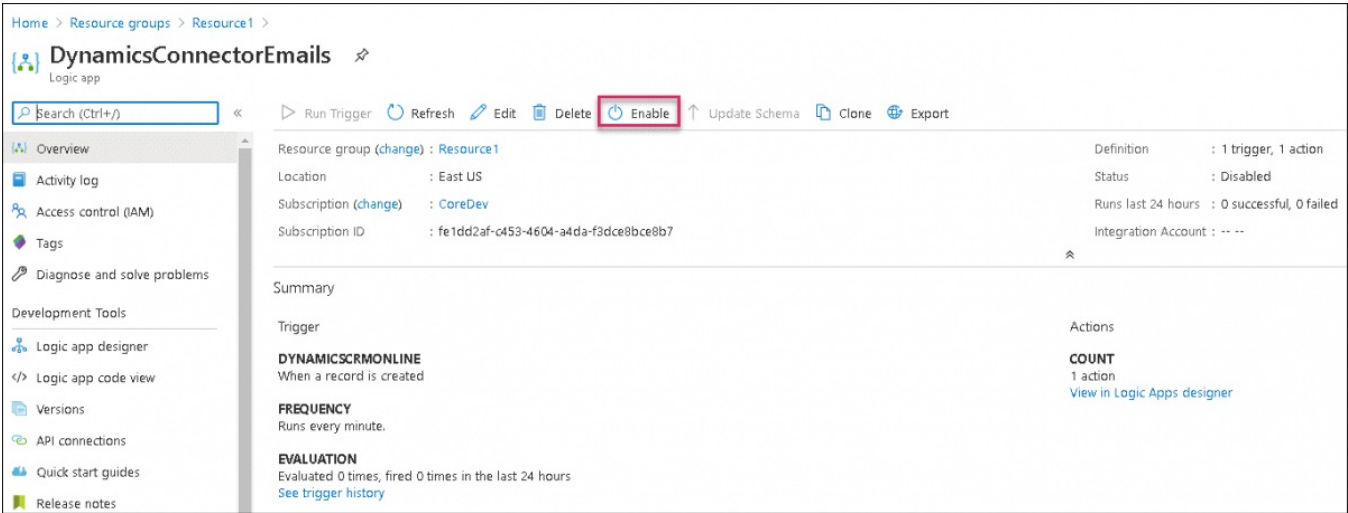 Home > Resource groups > Resource1 >
DynamicsConnectorEmails
Logic app
Search (Ctrl+/)
«
Run Trigger Refresh Edit Delete Enable Update Schema Clone Export
Overview
Activity log
Access control (IAM)
Tags
Diagnose and solve problems
Development Tools
Logic app designer
Logic app code view
Versions
API connections
Quick start guides
Release notes
Resource group (change) : Resource1
Location : East US
Subscription (change) : CoreDev
Subscription ID : fe1dd2af-c453-4604-a4da-f3dce8bce8b7
Definition : 1 trigger, 1 action
Status : Disabled
Runs last 24 hours : 0 successful, 0 failed
Integration Account : -- --
Summary
Trigger
DYNAMICSCRMONLINE
When a record is created
FREQUENCY
Runs every minute.
EVALUATION
Evaluated 0 times, fired 0 times in the last 24 hours
See trigger history
Actions
COUNT
1 action
View in Logic Apps designer